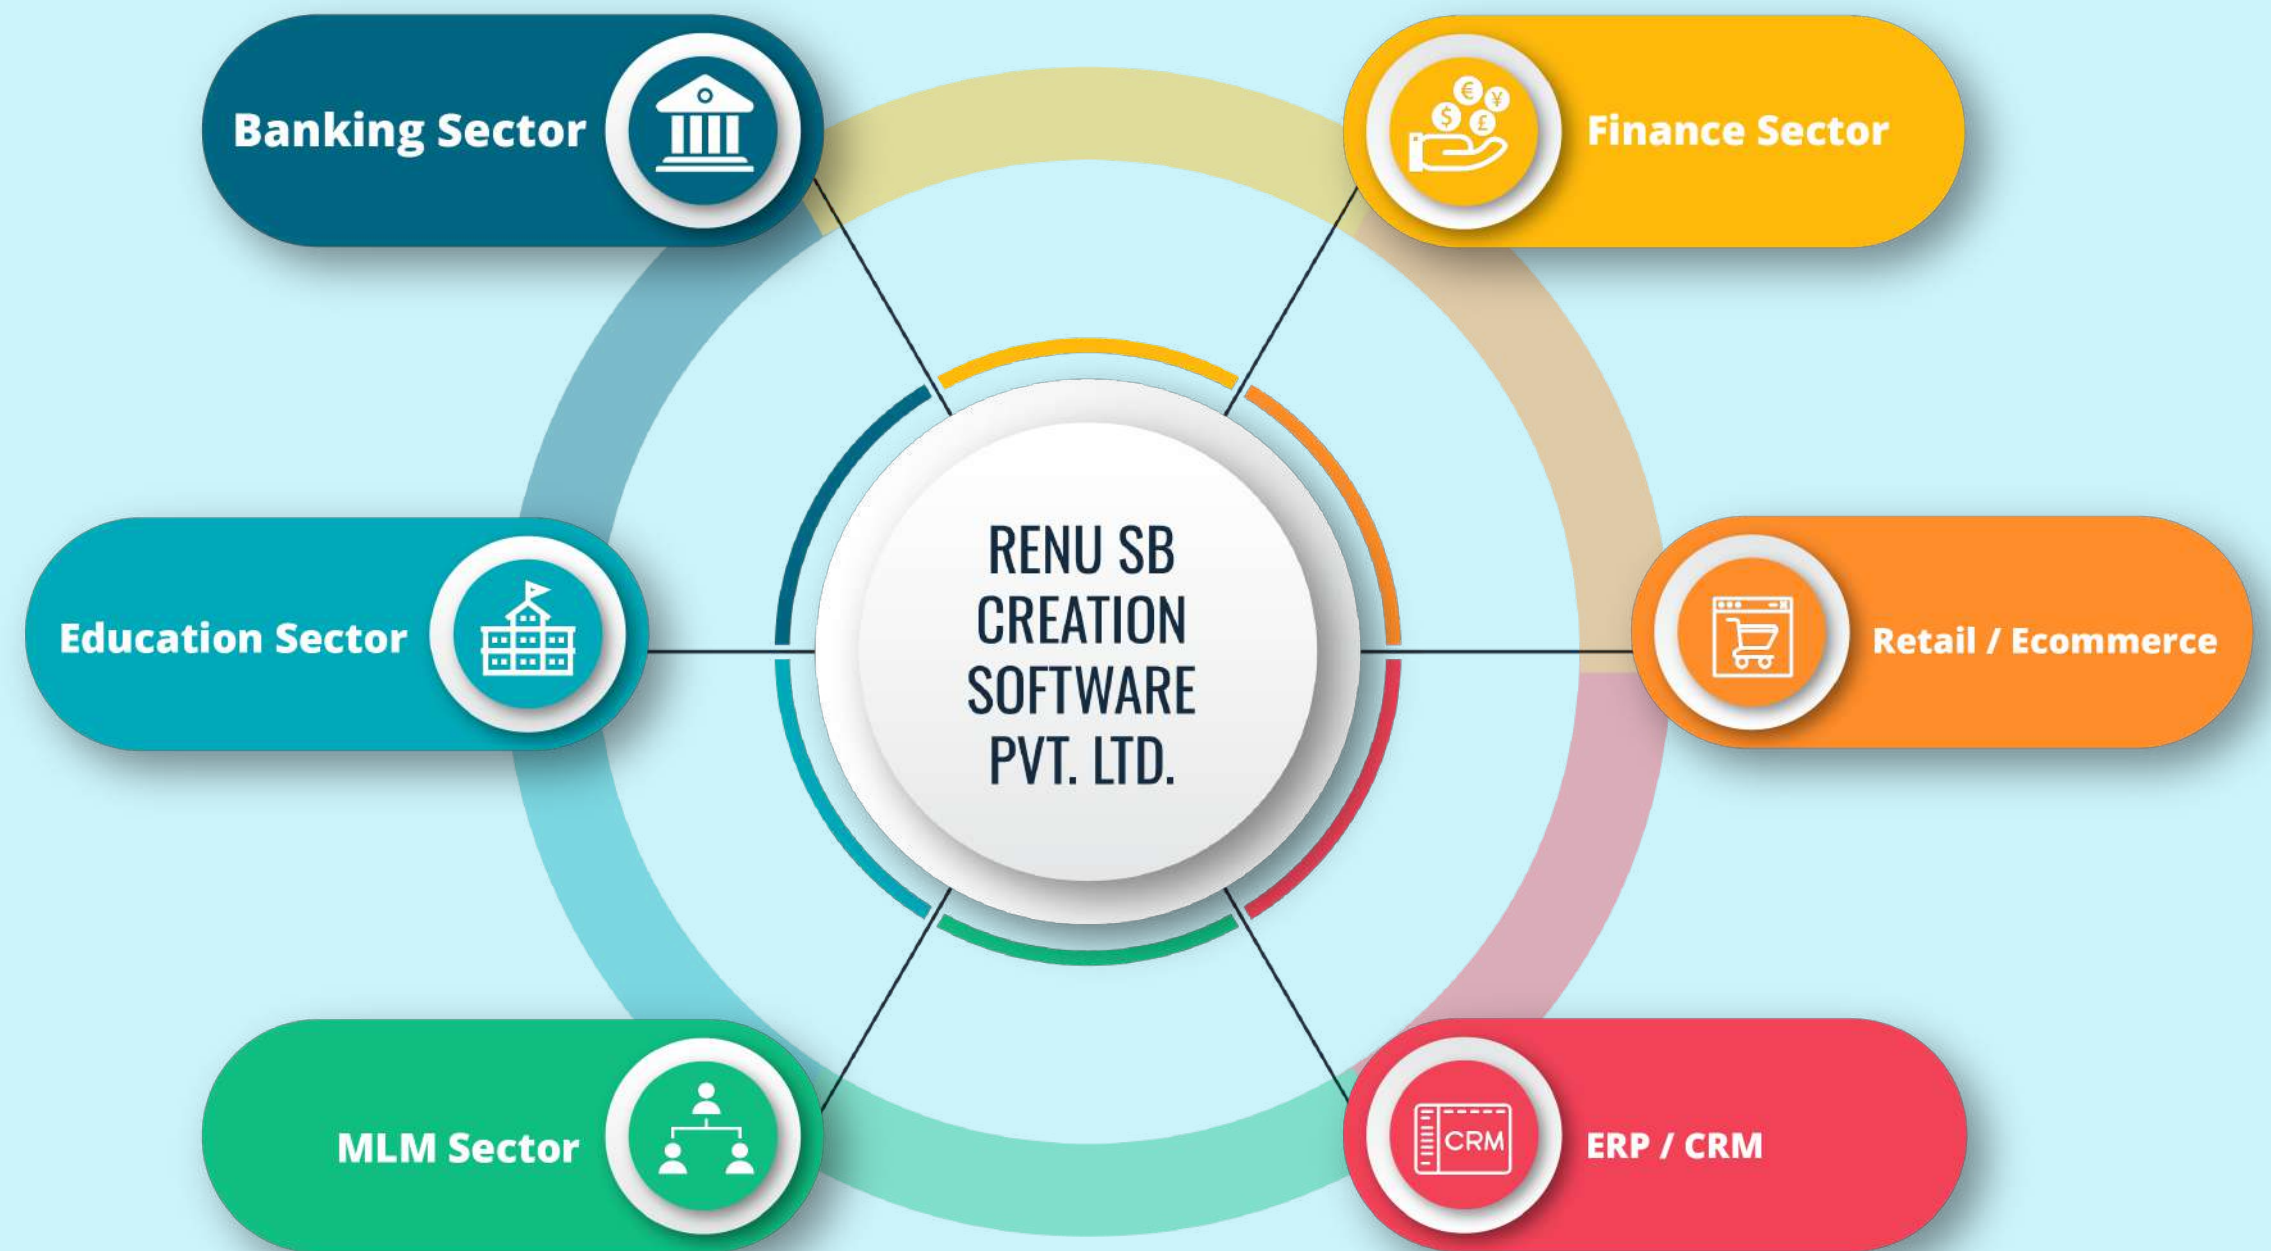 Banking Sector
Finance Sector
€
¥
$
£
RENU SB
CREATION
SOFTWARE
PVT. LTD.
Education Sector
Retail / Ecommerce
MLM Sector
CRM
ERP / CRM